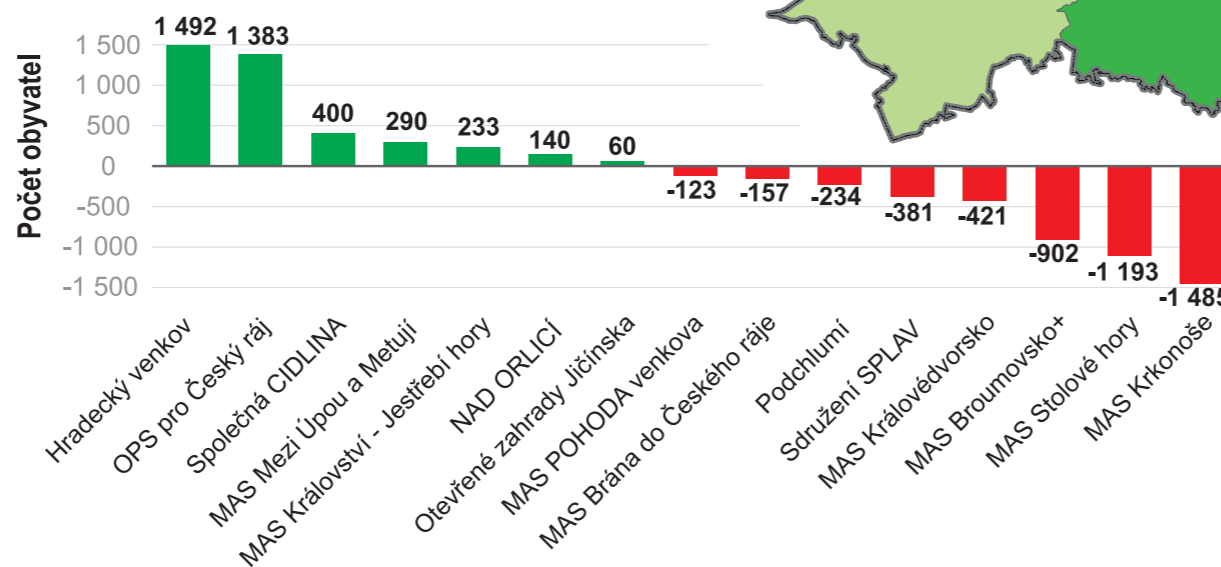 Počet obyvatel
1 500
1 000
500
0
-500
-1 000
-1 500
1 492
1 383
400
290
233
140
60
-123
-157
-234
-381
-421
-902
-1 193
-1 485
Hradecký venkov
OPS pro Český ráj
Společná CIDLINA
MAS Mezi Úpou a Metují
MAS Království - Jestřebí hory
NAD ORLICÍ
Otevřené zahrady Jičínska
MAS POHODA venkova
MAS Brána do Českého ráje
Podchlumí
Sdružení SPLAV
MAS Královédvorsko
MAS Broumovsko+
MAS Stolové hory
MAS Krkonoše